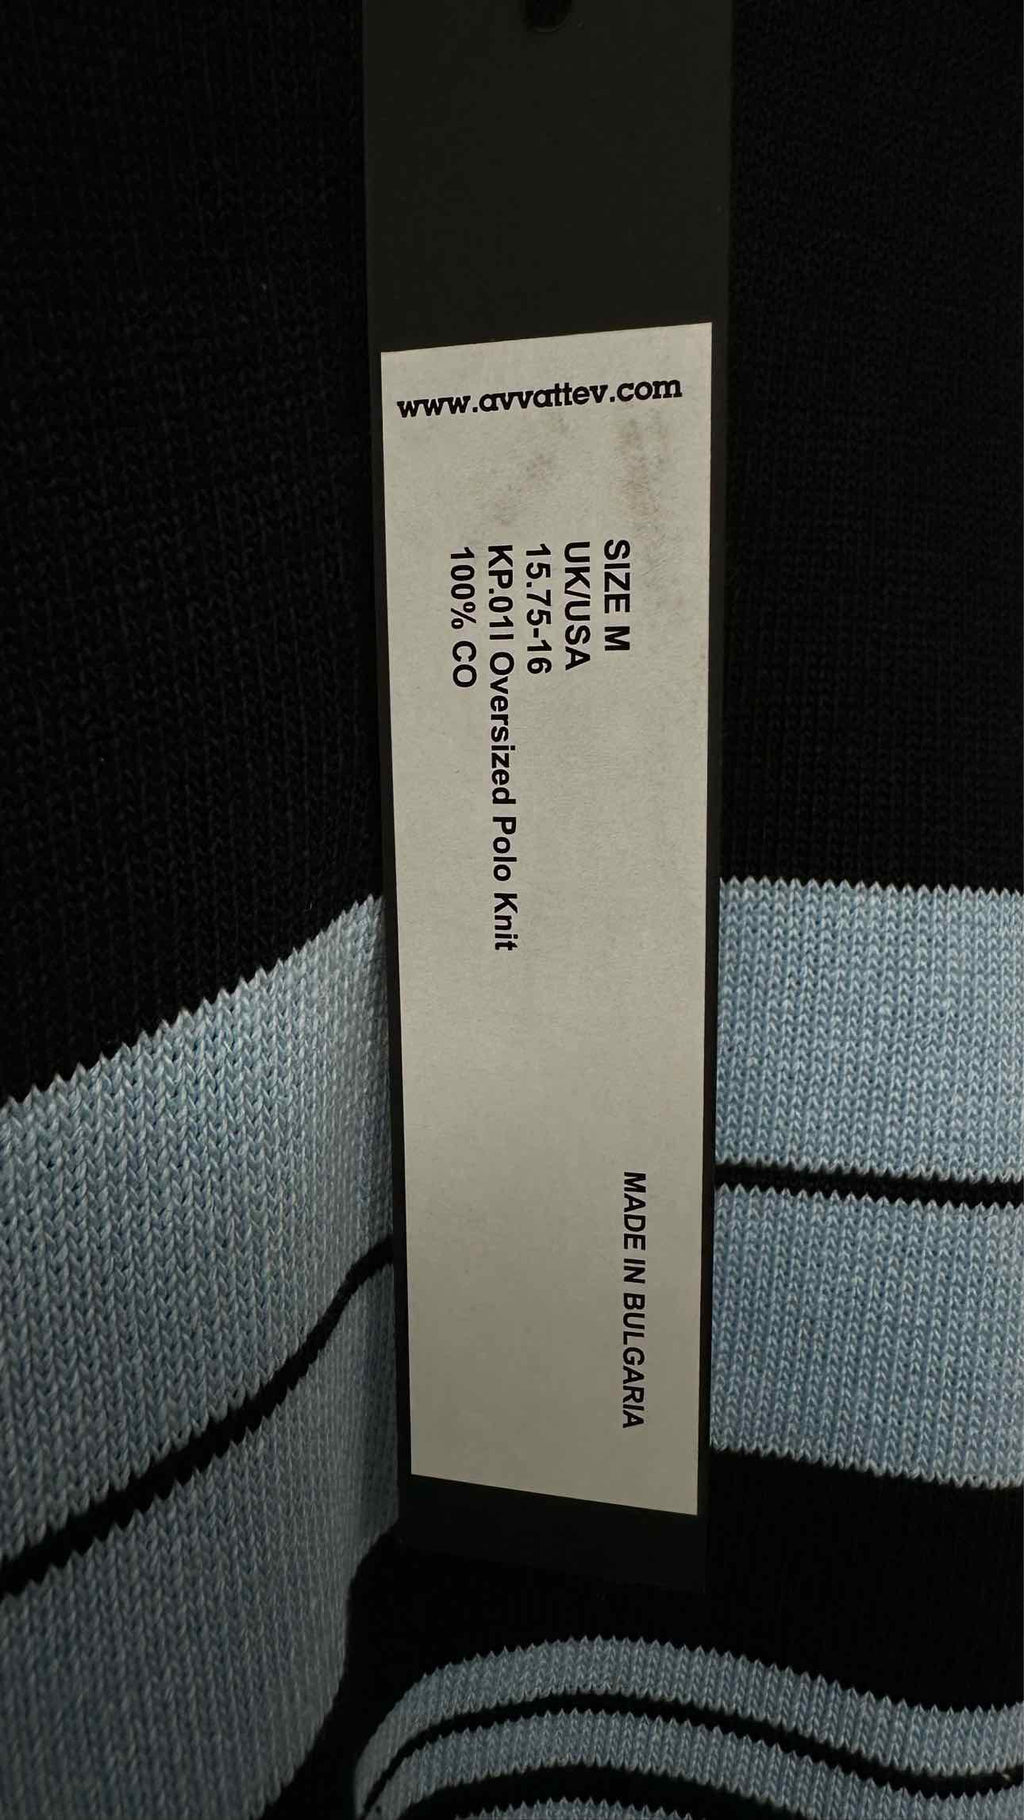 www.avvattev.com
SIZE M
UK/USA
15.75-16
KP.01I Oversized Polo Knit
100% CO
MADE IN BULGARIA